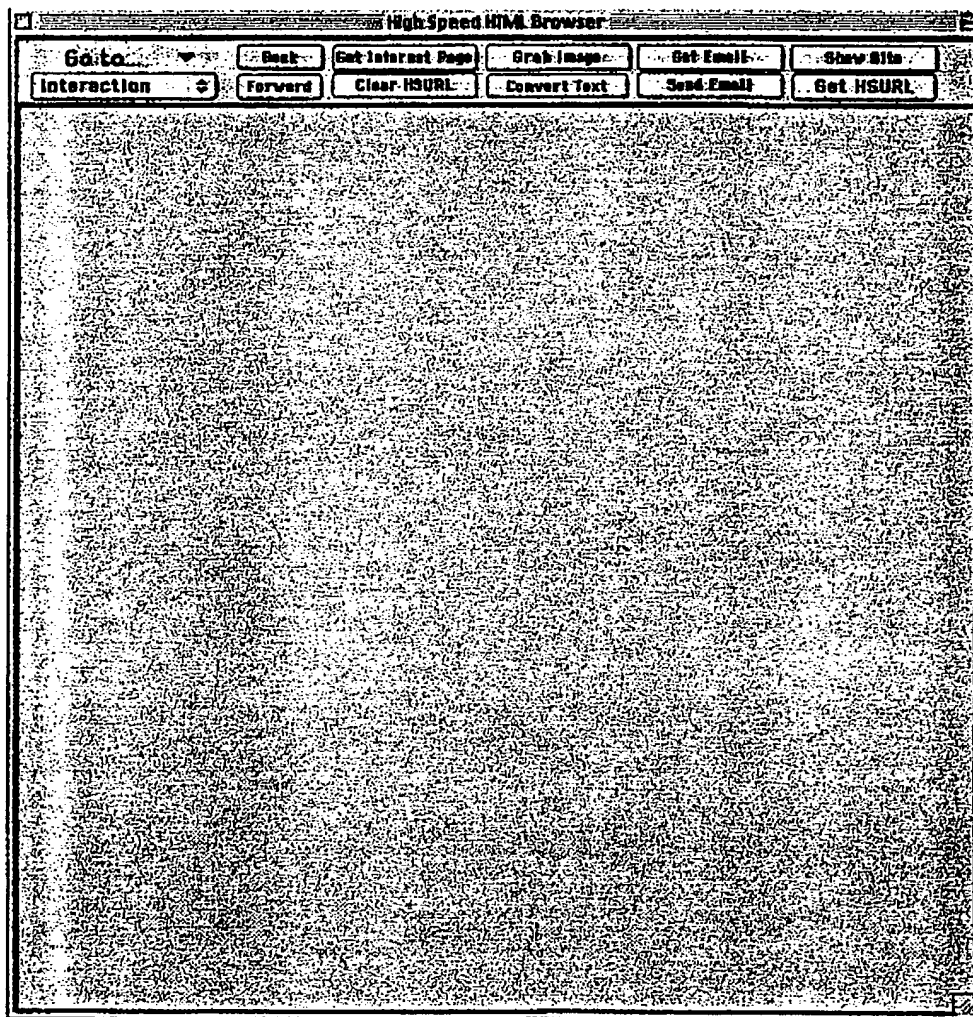 High Speed HTML Browser
Go to... Back Get Internet Page Grab Image Get Email Show Site
Interaction Forward Clear HSURL Convert Text Send Email Get HSURL